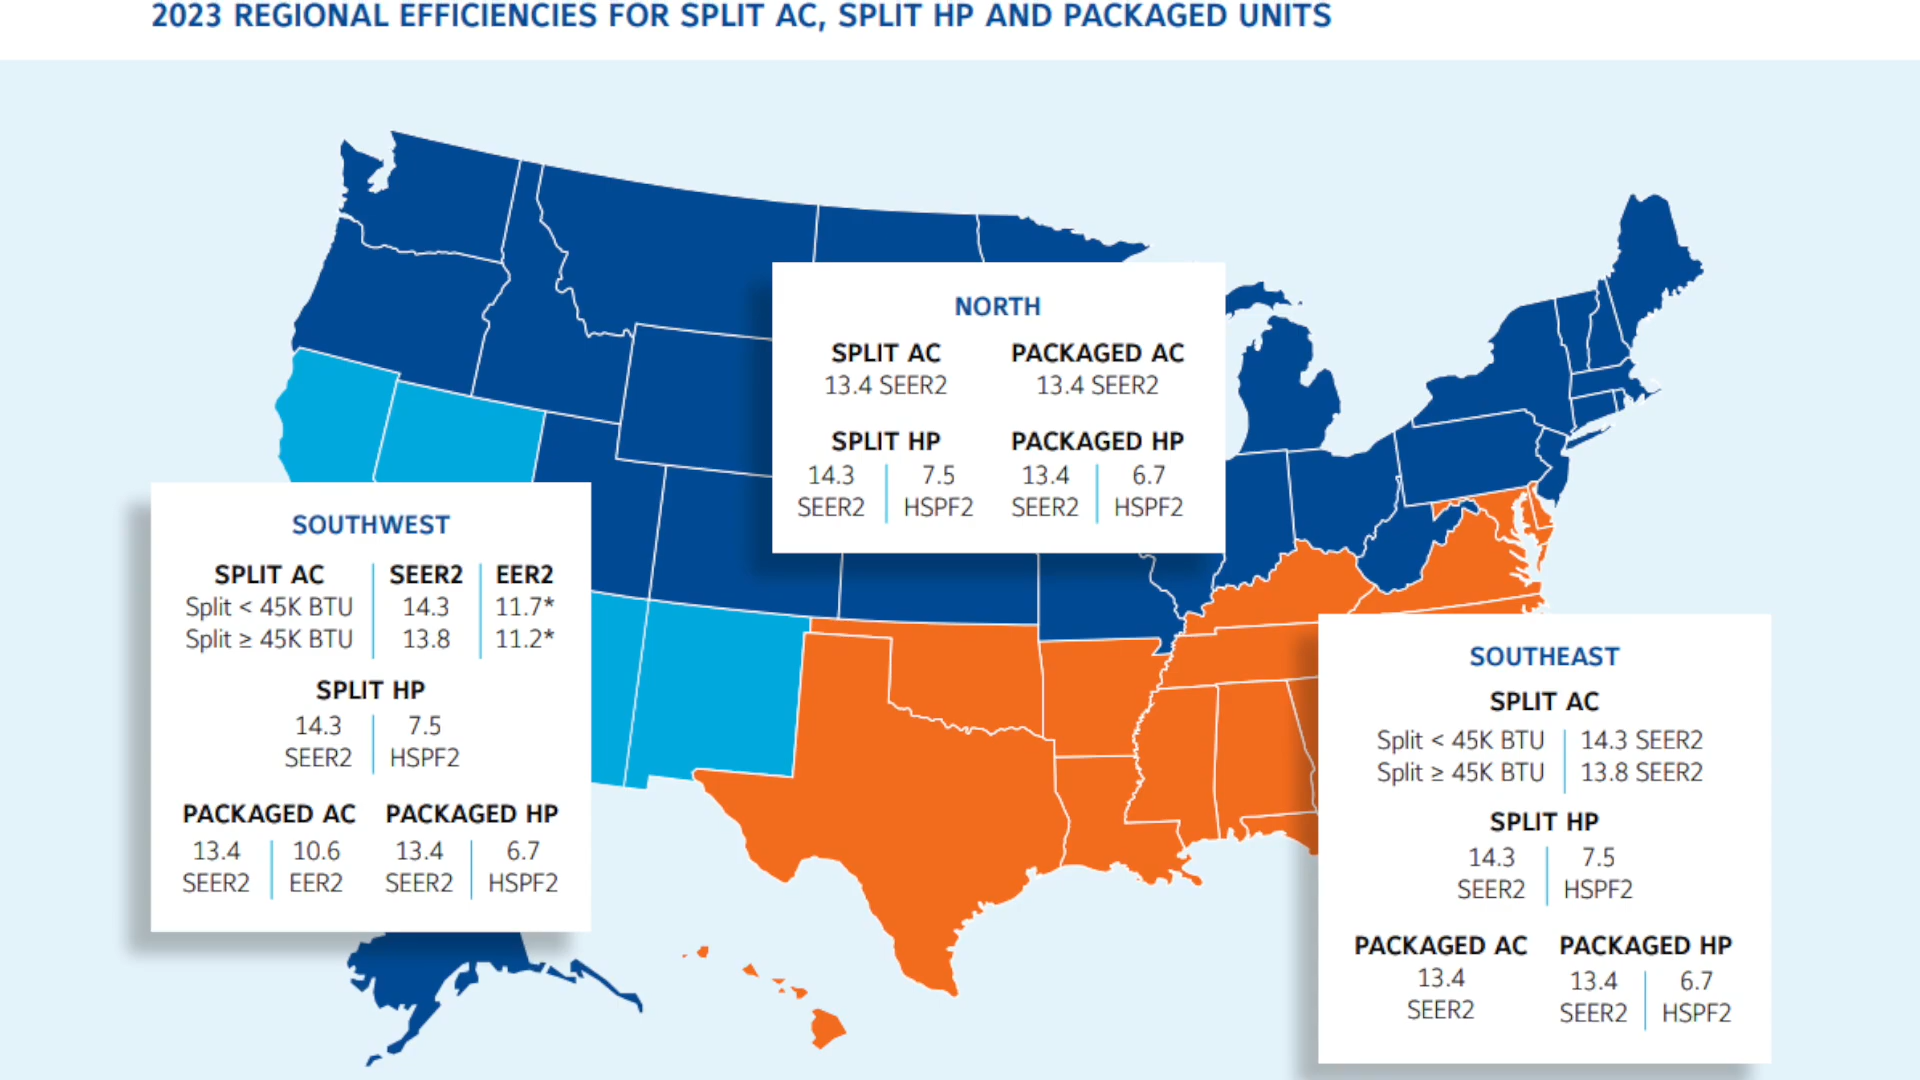 2023 REGIONAL EFFICIENCIES FOR SPLIT AC, SPLIT HP AND PACKAGED UNITS
NORTH
SPLIT AC PACKAGED AC
13.4 SEER2 13.4 SEER2
SPLIT HP PACKAGED HP
14.3 7.5 13.4 6.7
SEER2 HSPF2 SEER2 HSPF2
SOUTHWEST
SPLIT AC SEER2 EER2
Split < 45K BTU 14.3 11.7*
Split ≥ 45K BTU 13.8 11.2*
SPLIT HP
14.3 7.5
SEER2 HSPF2
PACKAGED AC PACKAGED HP
13.4 10.6 13.4 6.7
SEER2 EER2 SEER2 HSPF2
SOUTHEAST
SPLIT AC
Split < 45K BTU 14.3 SEER2
Split ≥ 45K BTU 13.8 SEER2
SPLIT HP
14.3 7.5
SEER2 HSPF2
PACKAGED AC PACKAGED HP
13.4 13.4 6.7
SEER2 SEER2 HSPF2